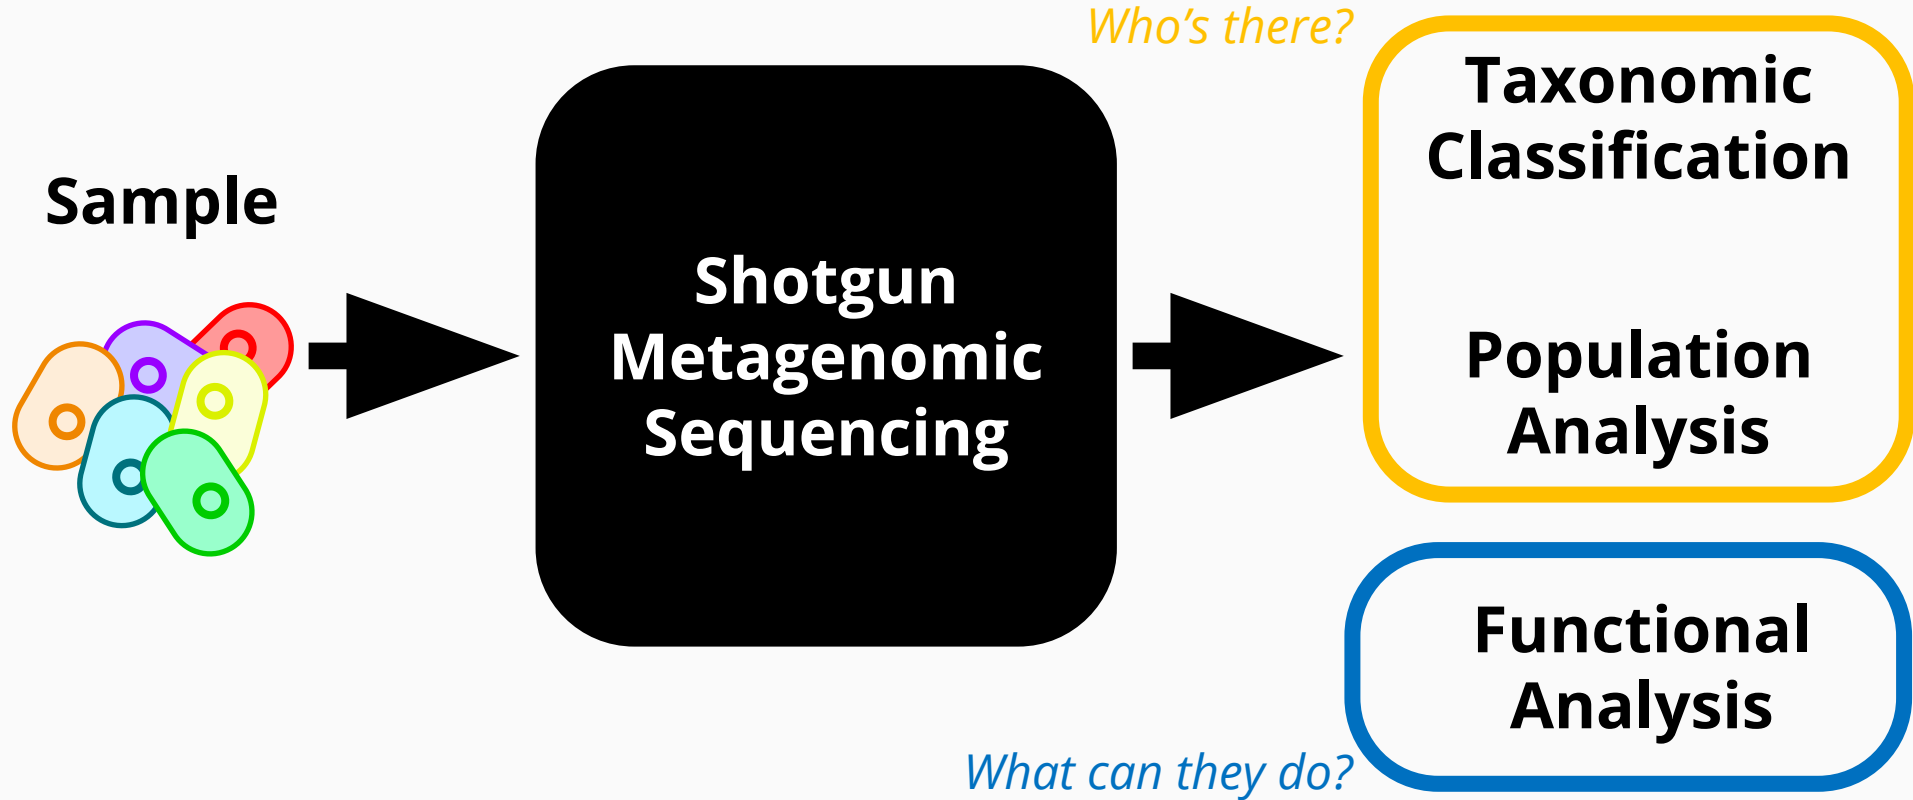 Sample
Shotgun
Metagenomic
Sequencing
Who’s there?
Taxonomic
Classification
Population
Analysis
Functional
Analysis
What can they do?